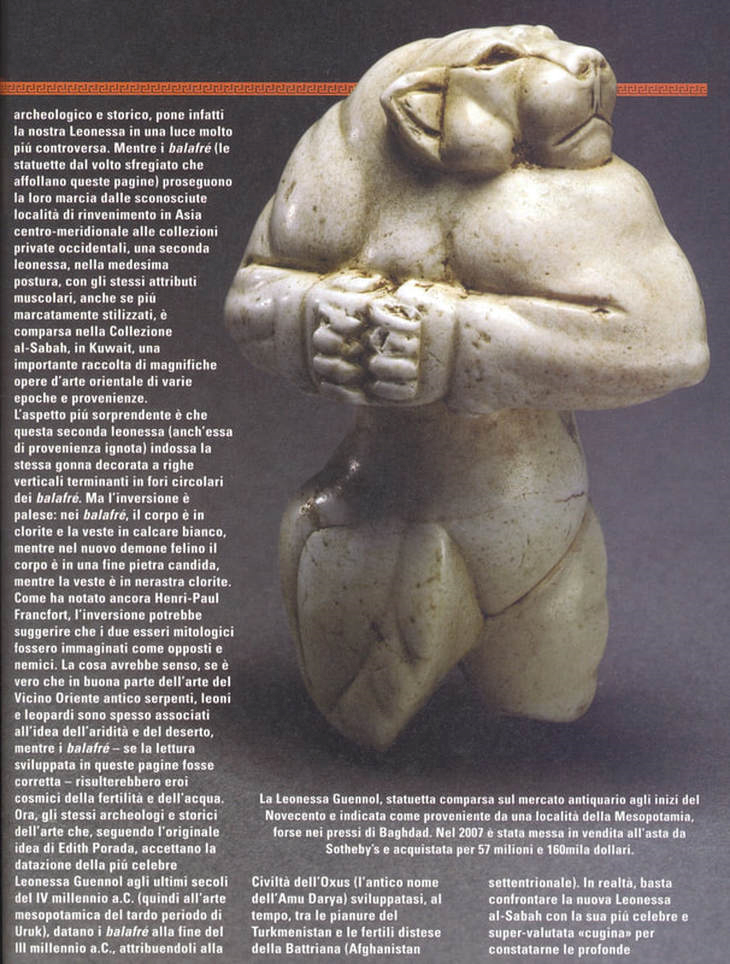 archeologico e storico, pone infatti
la nostra Leonessa in una luce molto
piú controversa. Mentre i balafré (le
statuette dal volto sfregiato che
affollano queste pagine) proseguono
la loro marcia dalle sconosciute
località di rinvenimento in Asia
centro-meridionale alle collezioni
private occidentali, una seconda
leonessa, nella medesima
postura, con gli stessi attributi
muscolari, anche se piú
marcatamente stilizzati, è
comparsa nella Collezione
al-Sabah, in Kuwait, una
importante raccolta di magnifiche
opere d'arte orientale di varie
epoche e provenienze.
L'aspetto piú sorprendente è che
questa seconda leonessa (anch'essa
di provenienza ignota) indossa la
stessa gonna decorata a righe
verticali terminanti in fori circolari
dei balafré. Ma l'inversione è
palese: nei balafré, il corpo è in
clorite e la veste in calcare bianco,
mentre nel nuovo demone felino il
corpo è in una fine pietra candida,
mentre la veste è in nerastra clorite.
Come ha notato ancora Henri-Paul
Francfort, l'inversione potrebbe
suggerire che i due esseri mitologici
fossero immaginati come opposti e
nemici. La cosa avrebbe senso, se è
vero che in buona parte dell'arte del
Vicino Oriente antico serpenti, leoni
e leopardi sono spesso associati
all'idea dell'aridità e del deserto,
mentre i balafré – se la lettura
sviluppata in queste pagine fosse
corretta – risulterebbero eroi
cosmici della fertilità e dell'acqua.
Ora, gli stessi archeologi e storici
dell'arte che, seguendo l'originale
idea di Edith Porada, accettano la
datazione della piú celebre
Leonessa Guennol agli ultimi secoli
del IV millennio a.C. (quindi all'arte
mesopotamica del tardo periodo di
Uruk), datano i balafré alla fine del
III millennio a.C., attribuendoli alla
La Leonessa Guennol, statuetta comparsa sul mercato antiquario agli inizi del
Novecento e indicata come proveniente da una località della Mesopotamia,
forse nei pressi di Baghdad. Nel 2007 è stata messa in vendita all'asta da
Sotheby's e acquistata per 57 milioni e 160mila dollari.
Civiltà dell'Oxus (l'antico nome
dell'Amu Darya) sviluppatasi, al
tempo, tra le pianure del
Turkmenistan e le fertili distese
della Battriana (Afghanistan
settentrionale). In realtà, basta
confrontare la nuova Leonessa
al-Sabah con la sua piú celebre e
super-valutata «cugina» per
constatarne le profonde